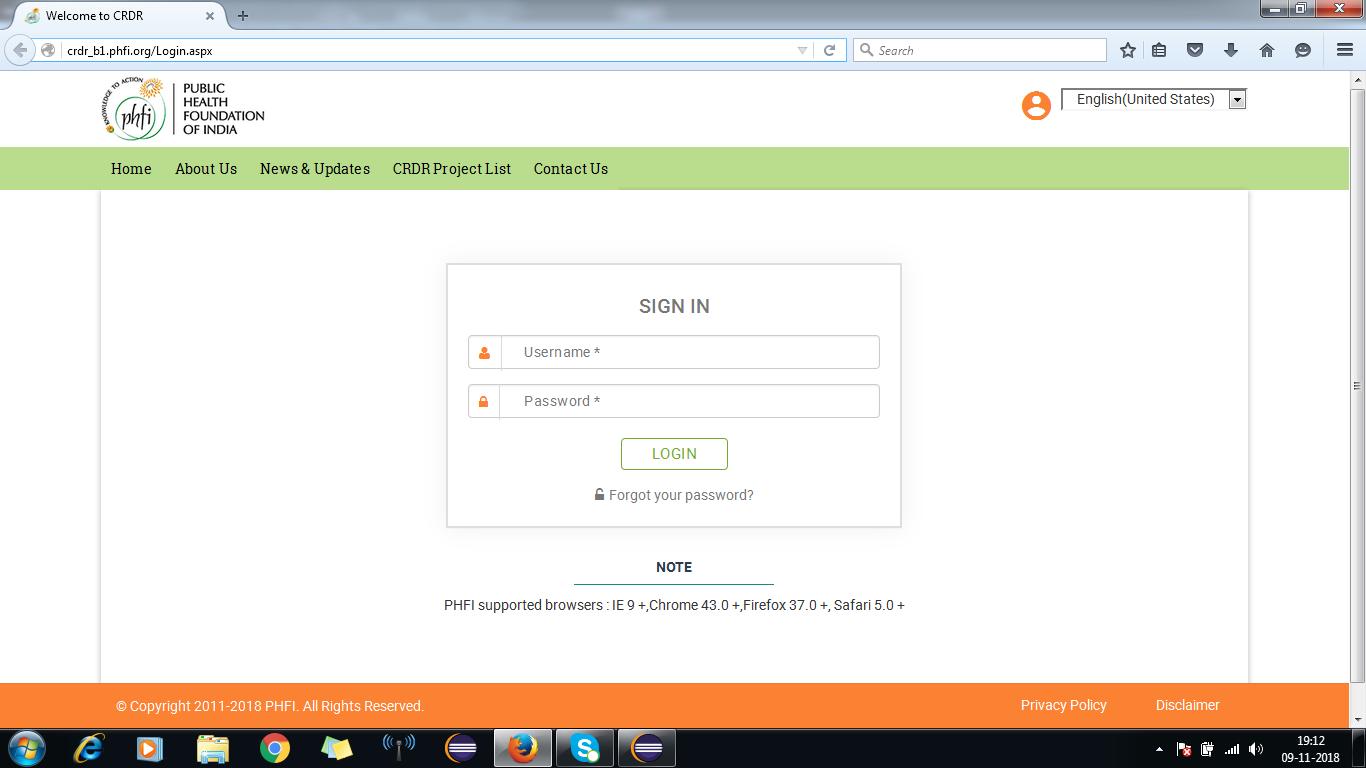 Welcome to CRDR
crdr_b1.phfi.org/Login.aspx
Search
KNOWLEDGE TO ACTION
phfi
PUBLIC
HEALTH
FOUNDATION
OF INDIA
English(United States)
Home About Us News & Updates CRDR Project List Contact Us
SIGN IN
Username *
Password *
LOGIN
Forgot your password?
NOTE
PHFI supported browsers : IE 9 +,Chrome 43.0 +,Firefox 37.0 +, Safari 5.0 +
© Copyright 2011-2018 PHFI. All Rights Reserved. Privacy Policy Disclaimer
19:12
09-11-2018